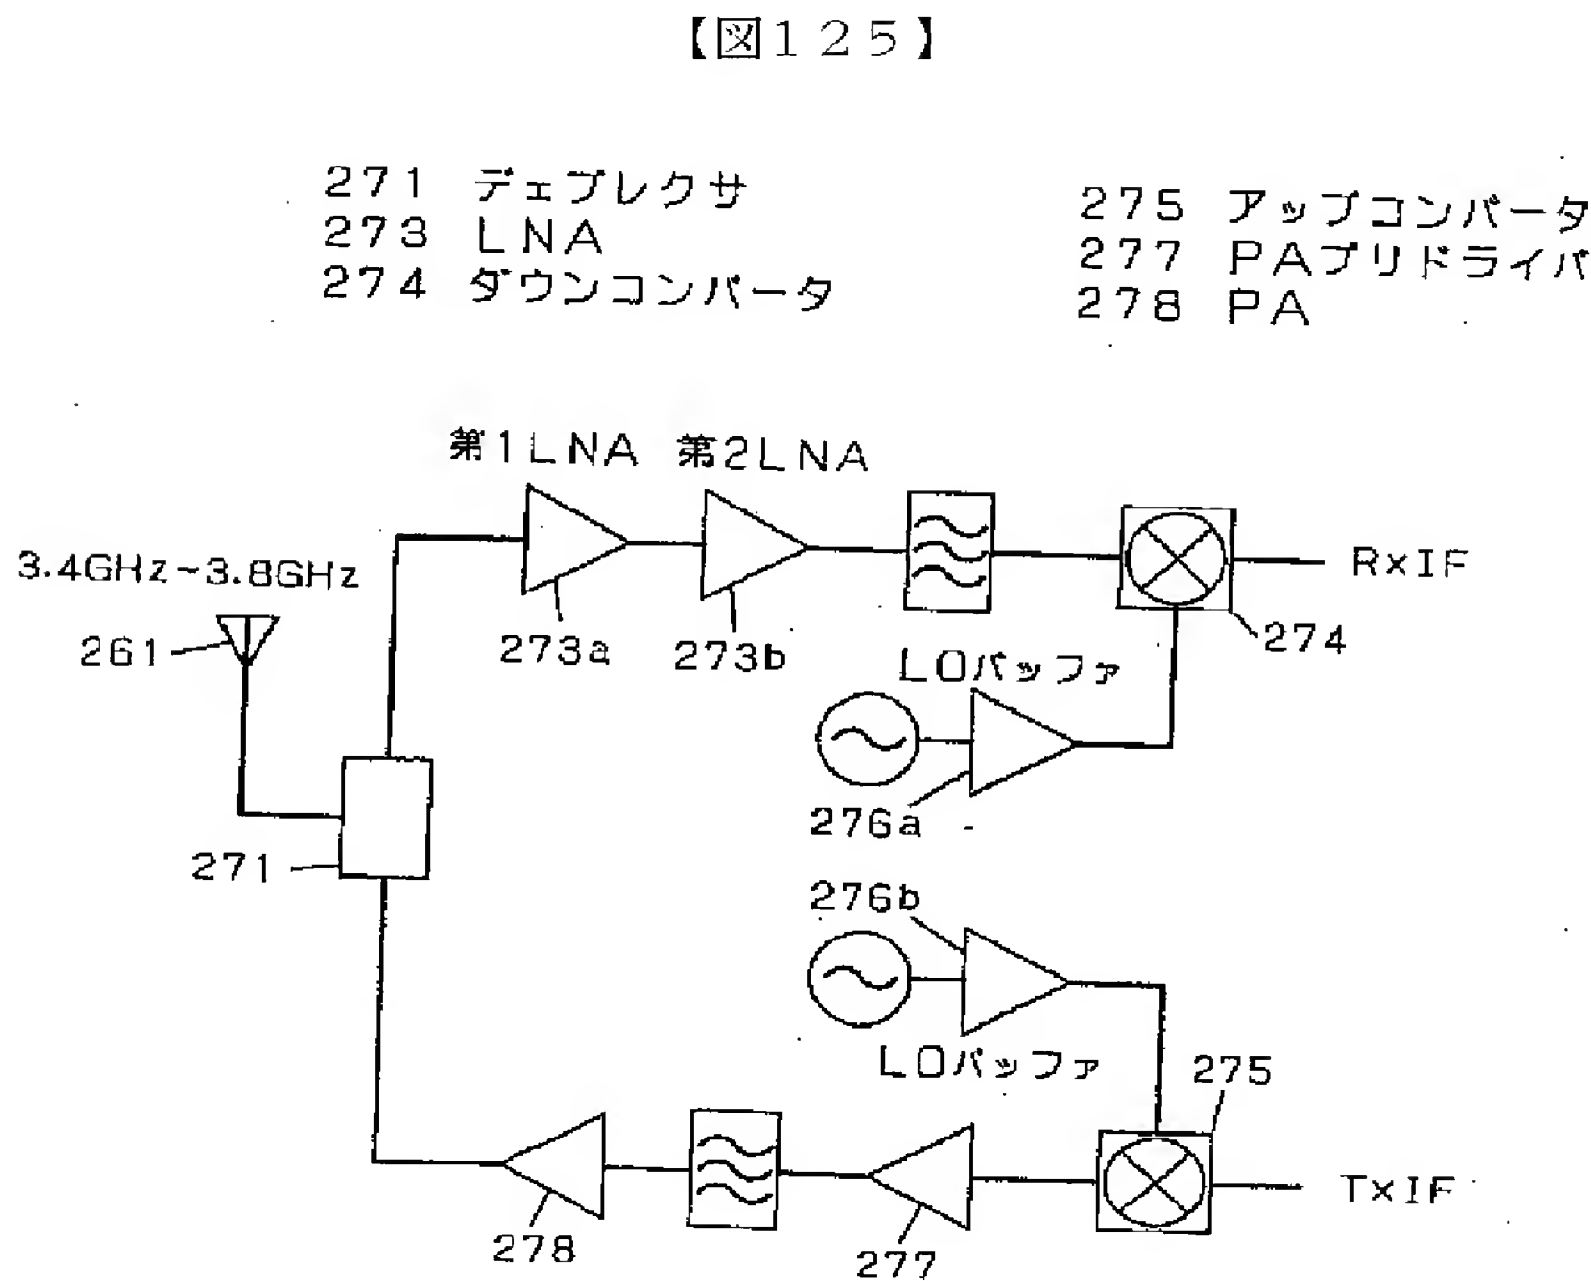 【図１２５】
271 デェプレクサ
273 LNA
274 ダウンコンバータ
275 アップコンバータ
277 PAプリドライバ
278 PA
第1LNA 第2LNA
3.4GHz~3.8GHz
RxIF
261
273a
273b
274
LOバッファ
276a
271
276b
LOバッファ
275
TxIF
278
277